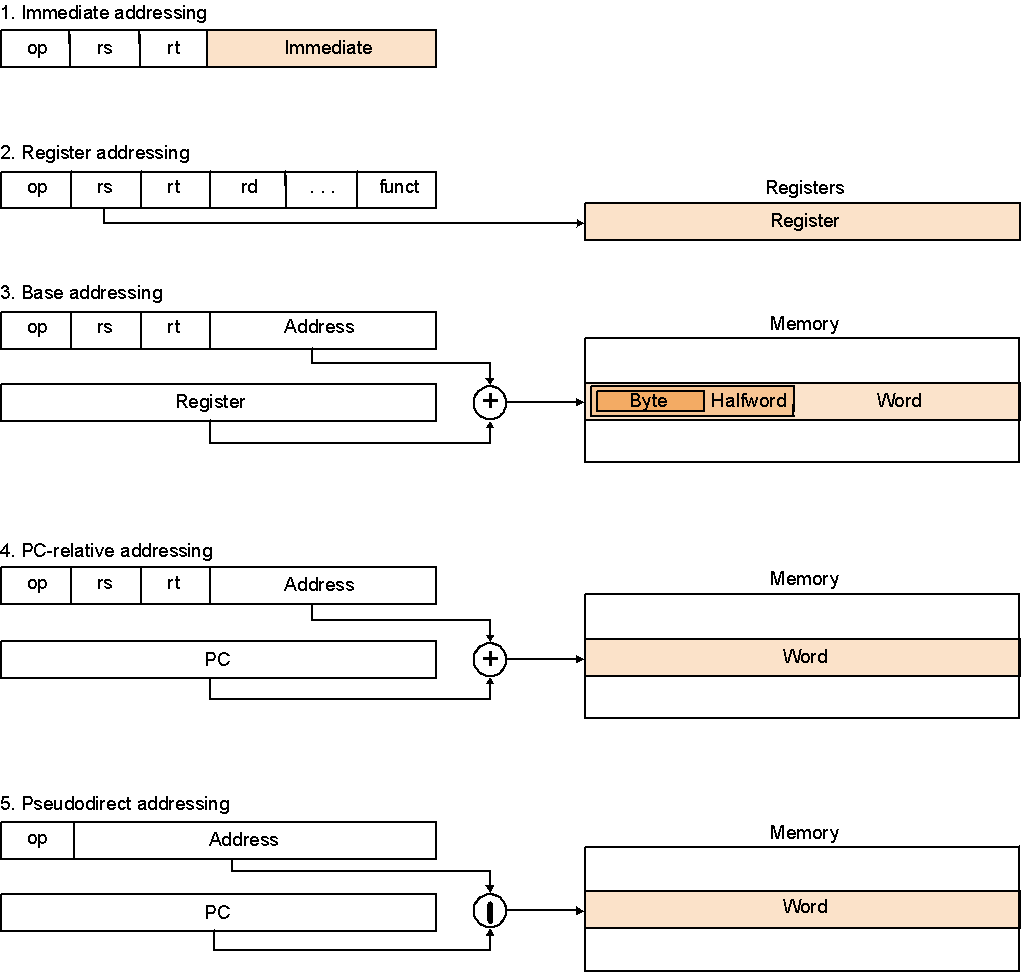 1. Immediate addressing
op rs rt Immediate
2. Register addressing
op rs rt rd . . . funct
Registers
Register
3. Base addressing
op rs rt Address
Memory
Register
+
Byte Halfword Word
4. PC-relative addressing
op rs rt Address
Memory
PC
+
Word
5. Pseudodirect addressing
op Address
Memory
PC
|
Word